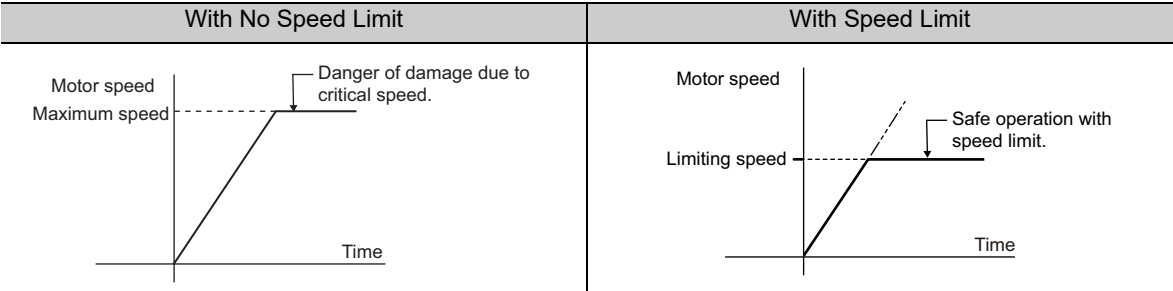 With No Speed Limit
With Speed Limit
Motor speed
Maximum speed
Danger of damage due to
critical speed.
Time
Motor speed
Limiting speed
Safe operation with
speed limit.
Time